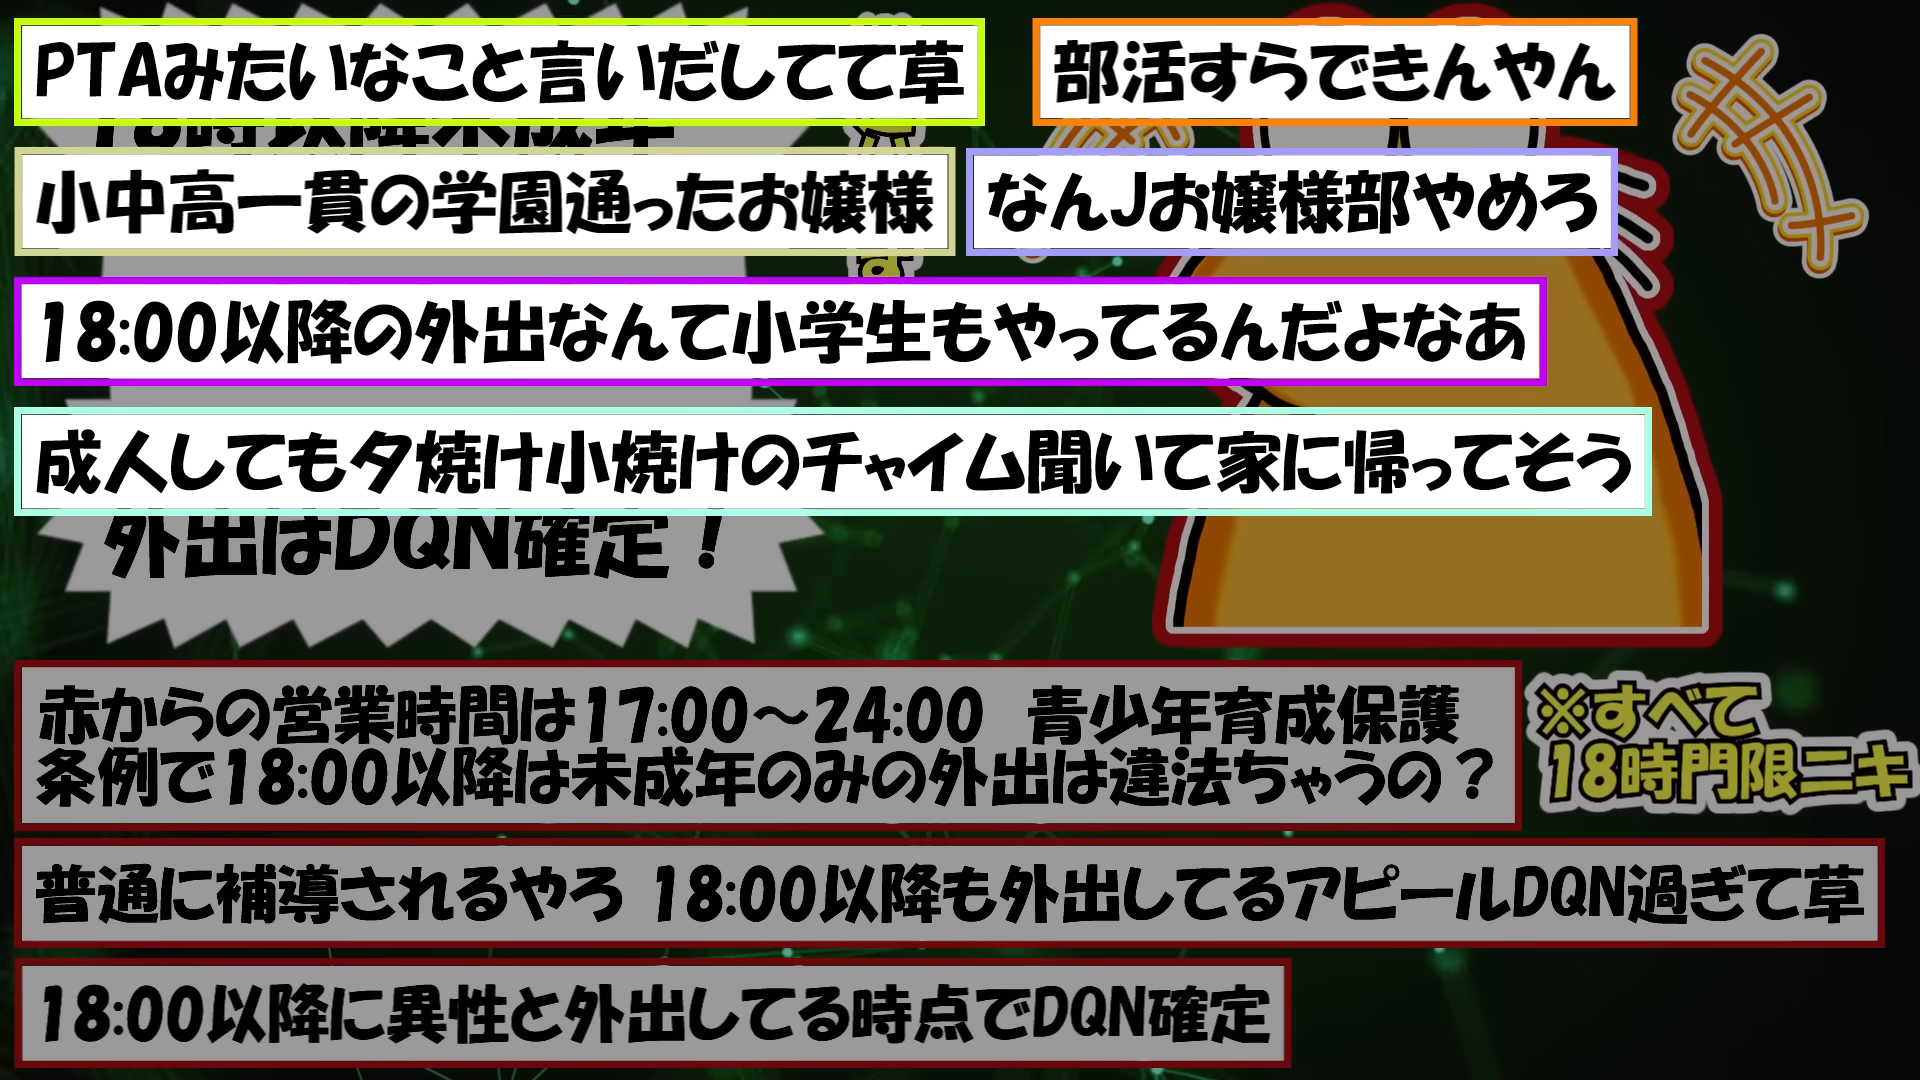 PTAみたいなこと言いだしてて草
部活すらできんやん
18時以降未成年
小中高一貫の学園通ったお嬢様
なんJお嬢様部やめろ
18:00以降の外出なんて小学生もやってるんだよなあ
成人しても夕焼け小焼けのチャイム聞いて家に帰ってそう
外出はDQN確定！
赤からの営業時間は17:00～24:00 青少年育成保護
条例で18:00以降は未成年のみの外出は違法ちゃうの？
※すべて
18時門限ニキ
普通に補導されるやろ 18:00以降も外出してるアピールDQN過ぎて草
18:00以降に異性と外出してる時点でDQN確定